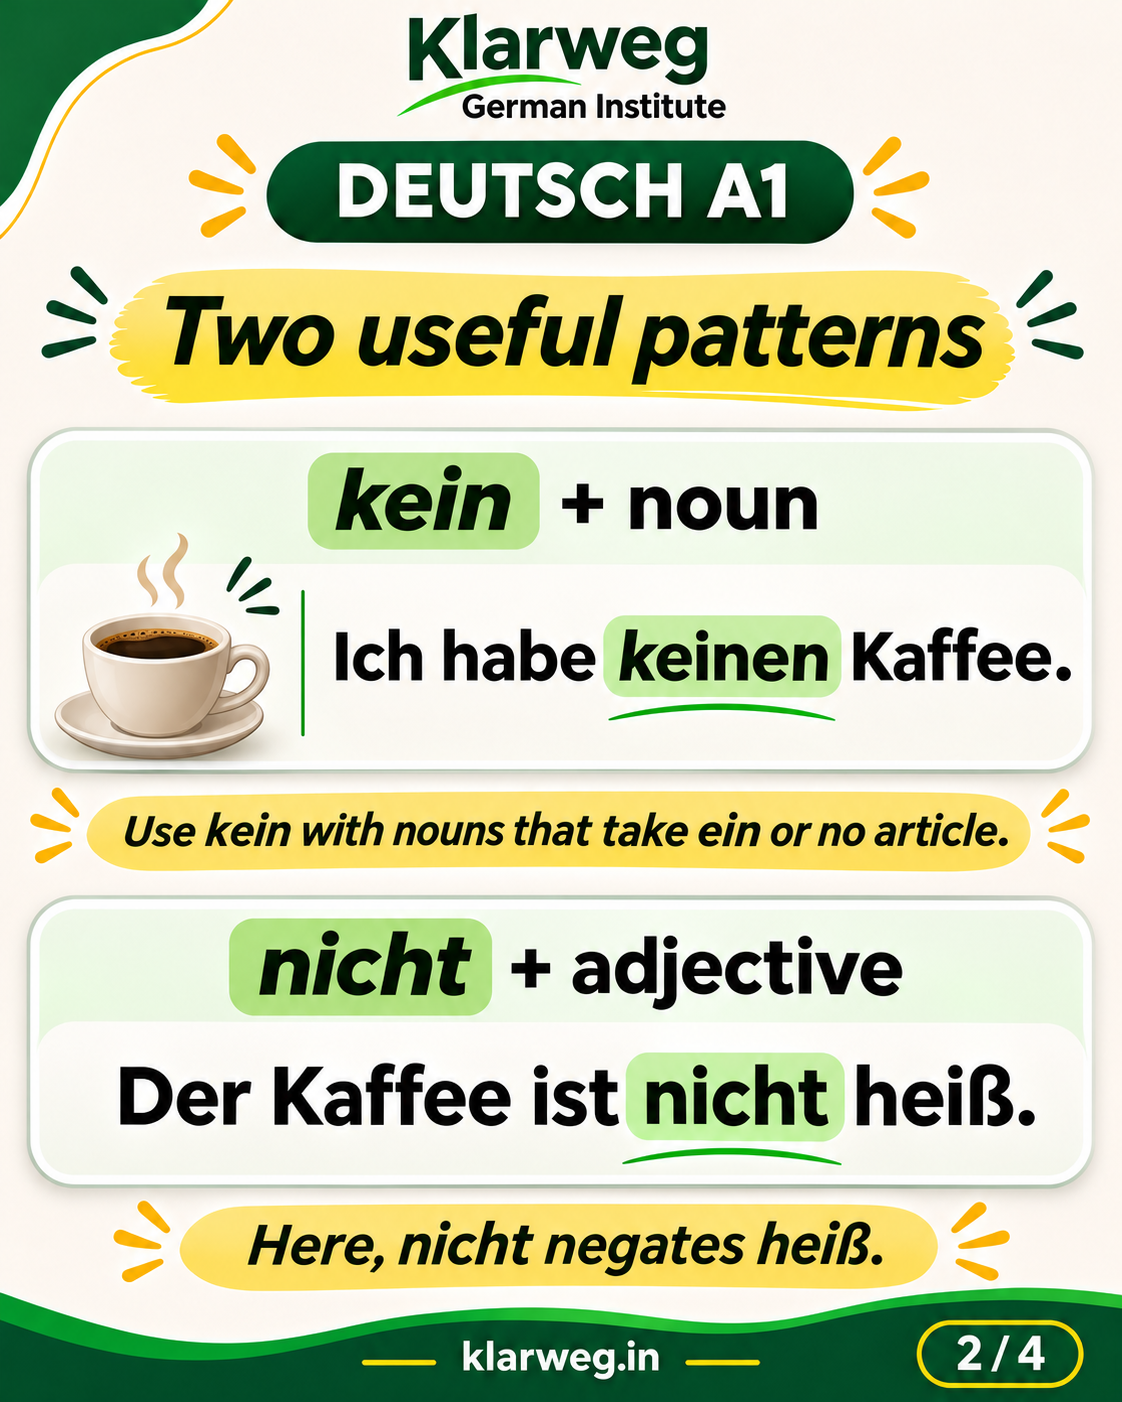 Klarweg
German Institute
DEUTSCH A1
Two useful patterns
kein + noun
Ich habe keinen Kaffee.
Use kein with nouns that take ein or no article.
nicht + adjective
Der Kaffee ist nicht heiß.
Here, nicht negates heiß.
klarweg.in
2/4